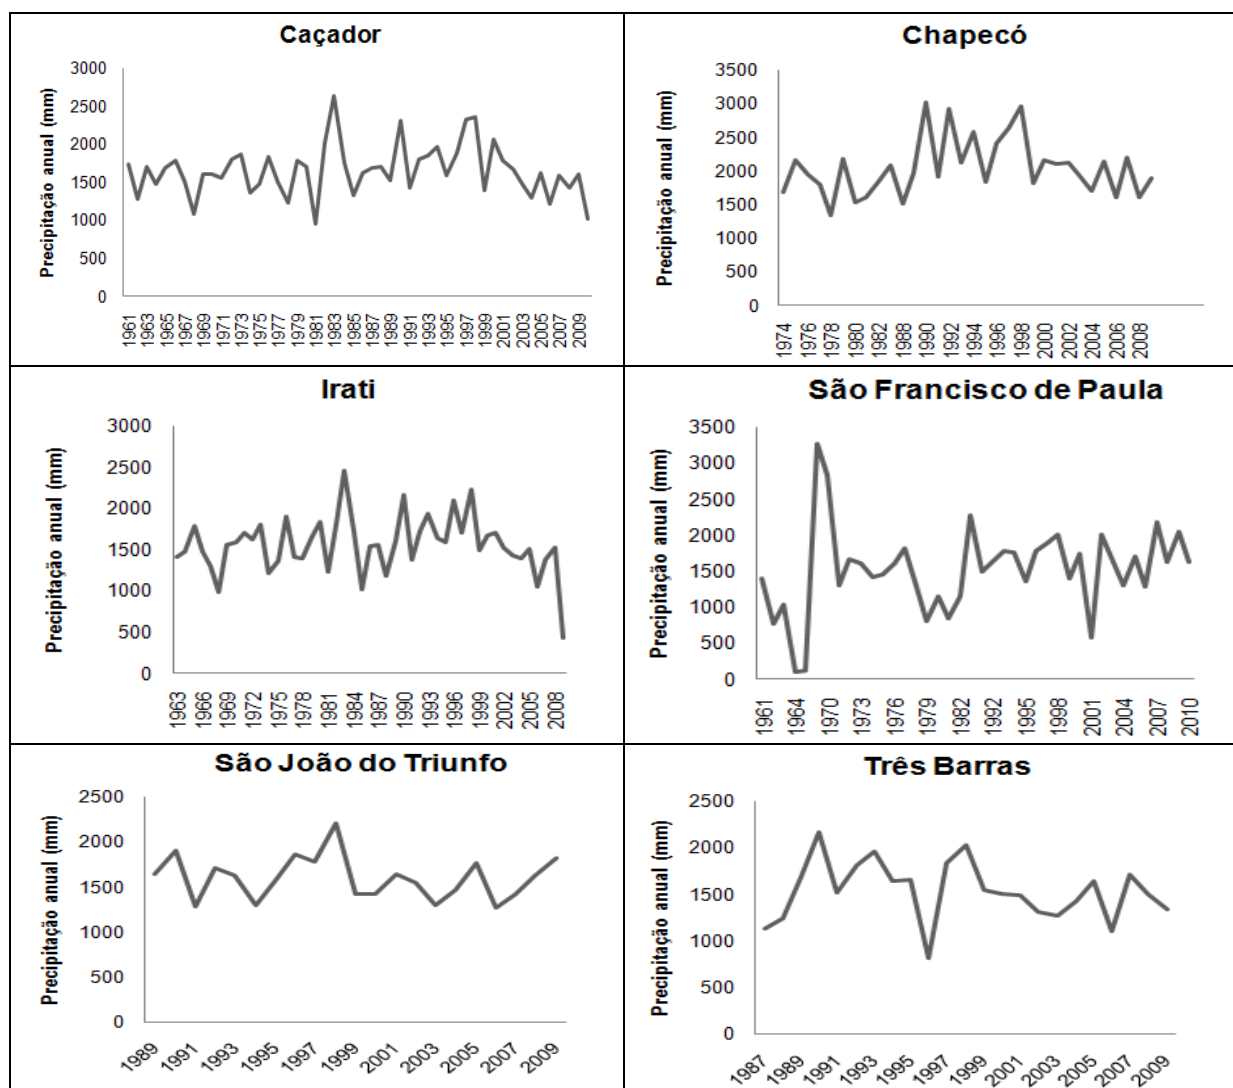 Caçador
Precipitação anual (mm)
3000
2500
2000
1500
1000
500
0
1961 1963 1965 1967 1969 1971 1973 1975 1977 1979 1981 1983 1985 1987 1989 1991 1993 1995 1997 1999 2001 2003 2005 2007 2009
Chapecó
Precipitação anual (mm)
3500
3000
2500
2000
1500
1000
500
0
1974 1976 1978 1980 1982 1988 1990 1992 1994 1996 1998 2000 2002 2004 2006 2008
Irati
Precipitação anual (mm)
3000
2500
2000
1500
1000
500
0
1963 1966 1969 1972 1975 1978 1981 1984 1987 1990 1993 1996 1999 2002 2005 2008
São Francisco de Paula
Precipitação anual (mm)
3500
3000
2500
2000
1500
1000
500
0
1961 1964 1970 1973 1976 1979 1982 1992 1995 1998 2001 2004 2007 2010
São João do Triunfo
Precipitação anual (mm)
2500
2000
1500
1000
500
0
1989 1991 1993 1995 1997 1999 2001 2003 2005 2007 2009
Três Barras
Precipitação anual (mm)
2500
2000
1500
1000
500
0
1987 1989 1991 1993 1995 1997 1999 2001 2003 2005 2007 2009